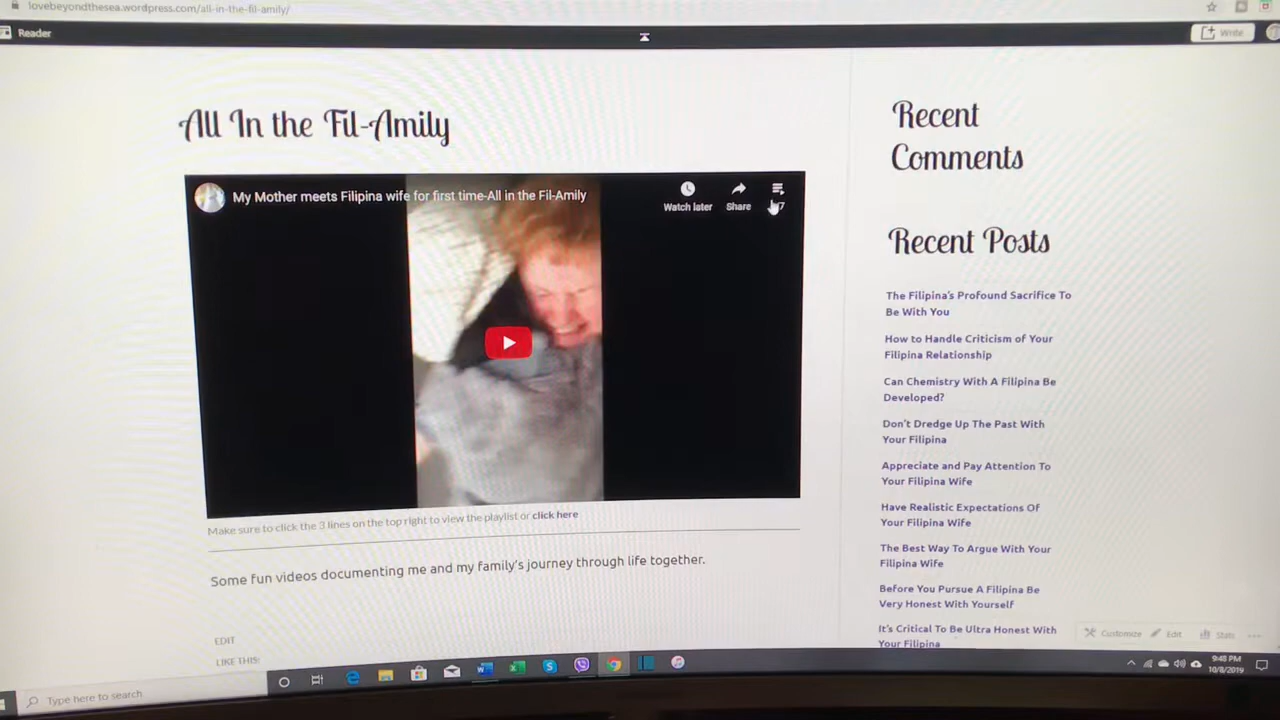 lovebeyondthesea.wordpress.com/all-in-the-fil-amily/
Reader
Write
All In the Fil-Amily
My Mother meets Filipina wife for first time-All in the Fil-Amily
Watch later
Share
Make sure to click the 3 lines on the top right to view the playlist or click here
Some fun videos documenting me and my family's journey through life together.
EDIT
LIKE THIS:
Recent
Comments
Recent Posts
The Filipina's Profound Sacrifice To
Be With You
How to Handle Criticism of Your
Filipina Relationship
Can Chemistry With A Filipina Be
Developed?
Don't Dredge Up The Past With
Your Filipina
Appreciate and Pay Attention To
Your Filipina Wife
Have Realistic Expectations Of
Your Filipina Wife
The Best Way To Argue With Your
Filipina Wife
Before You Pursue A Filipina Be
Very Honest With Yourself
It's Critical To Be Ultra Honest With
Your Filipina
Customize
Edit
Stats
Type here to search
9:48 PM
10/8/2019